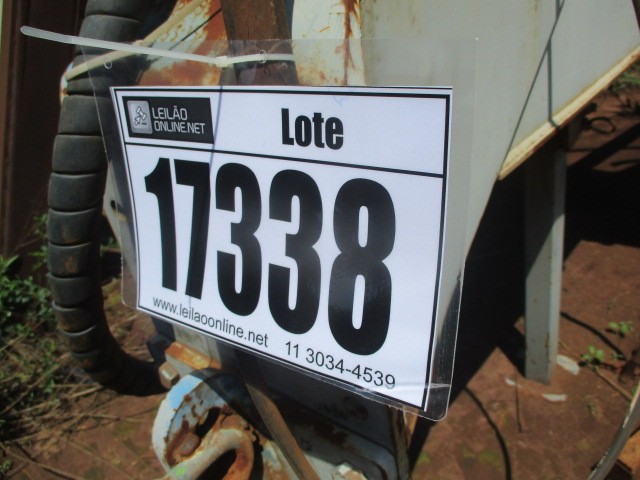 LEILÃO
ONLINE.NET
Lote
17338
www.leilaoonline.net 11 3034-4539